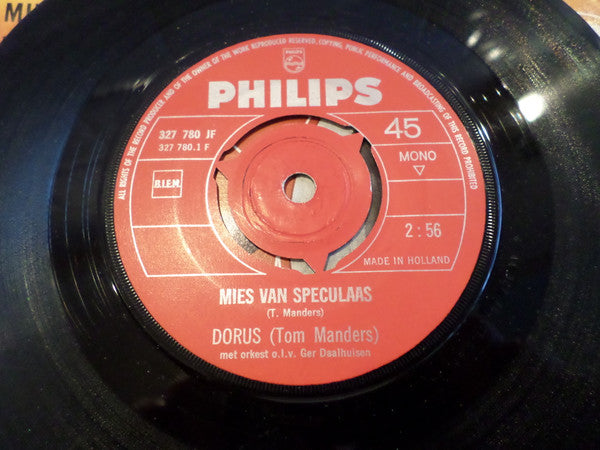 MU
ALL RIGHTS OF THE RECORD PRODUCER AND OF THE OWNER OF THE WORK REPRODUCED RESERVED, COPYING, PUBLIC PERFORMANCE AND BROADCASTING OF THIS RECORD PROHIBITED
PHILIPS
PHILIPS
327 780 JF
327 780.1 F
45
MONO
B.I.E.M.
2:56
MADE IN HOLLAND
A
MIES VAN SPECULAAS
(T. Manders)
DORUS (Tom Manders)
met orkest o.l.v. Ger Daalhuisen